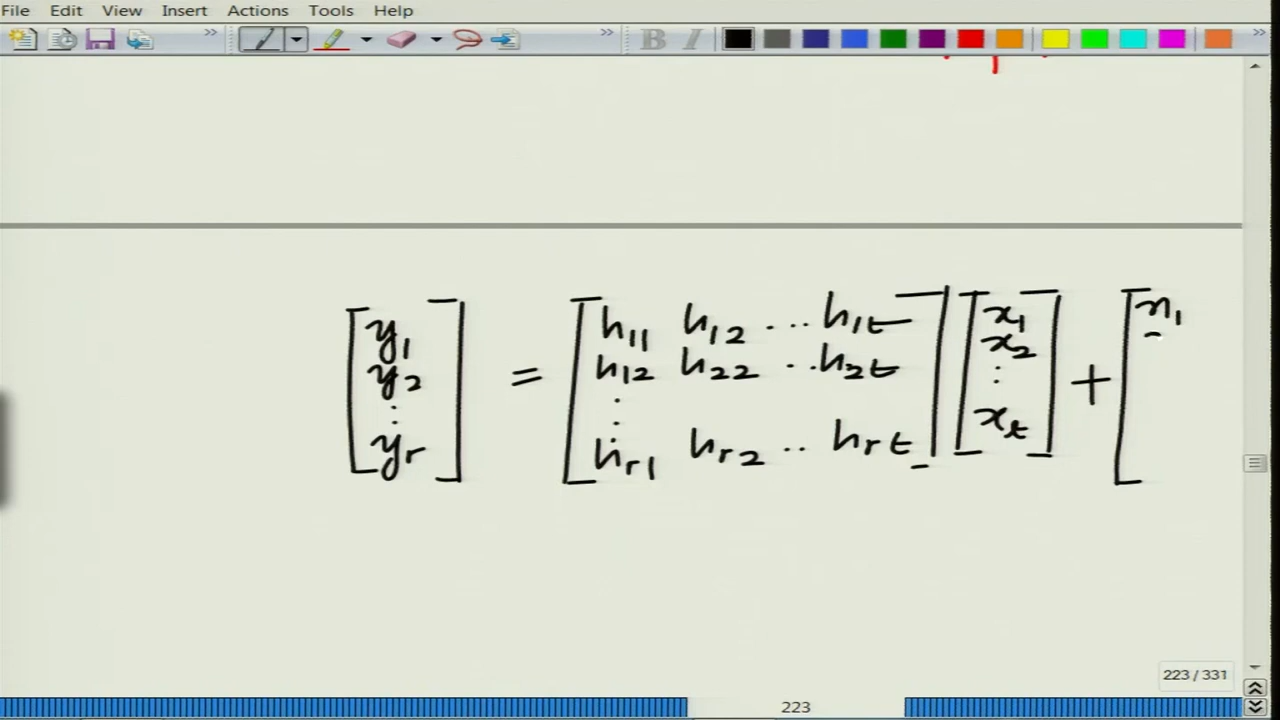 File Edit View Insert Actions Tools Help
[y1 y2 ⋮ yr] = [h11 h12 ... h1t; h12 h22 ... h2t; ⋮; hr1 hr2 .. hrt] [x1 x2 ⋮ xt] + [n1
223 / 331
223